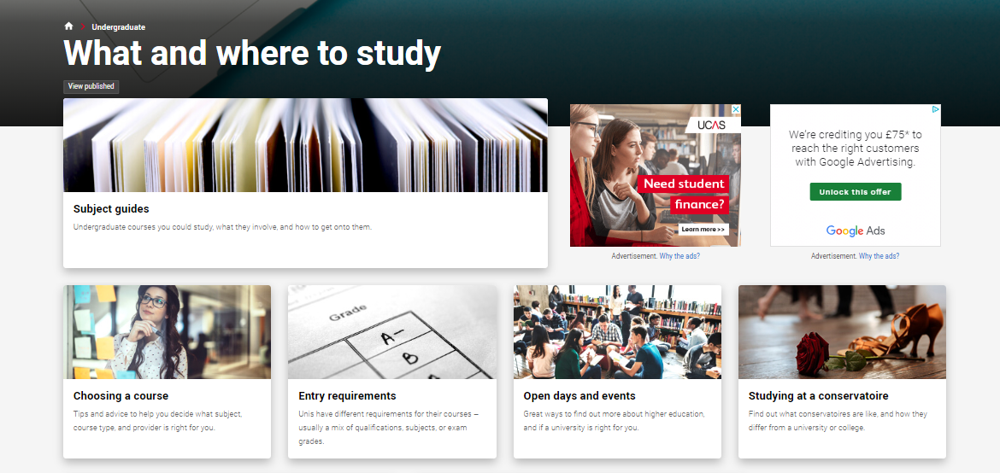 Undergraduate
What and where to study
View published
Subject guides
Undergraduate courses you could study, what they involve, and how to get onto them.
UCAS
Need student
finance?
Learn more >>
Advertisement. Why the ads?
We're crediting you £75* to
reach the right customers
with Google Advertising.
Unlock this offer
Google Ads
Advertisement. Why the ads?
Choosing a course
Tips and advice to help you decide what subject,
course type, and provider is right for you.
Grade
A-
B
Entry requirements
Unis have different requirements for their courses –
usually a mix of qualifications, subjects, or exam
grades.
Open days and events
Great ways to find out more about higher education,
and if a university is right for you.
Studying at a conservatoire
Find out what conservatoires are like, and how they
differ from a university or college.